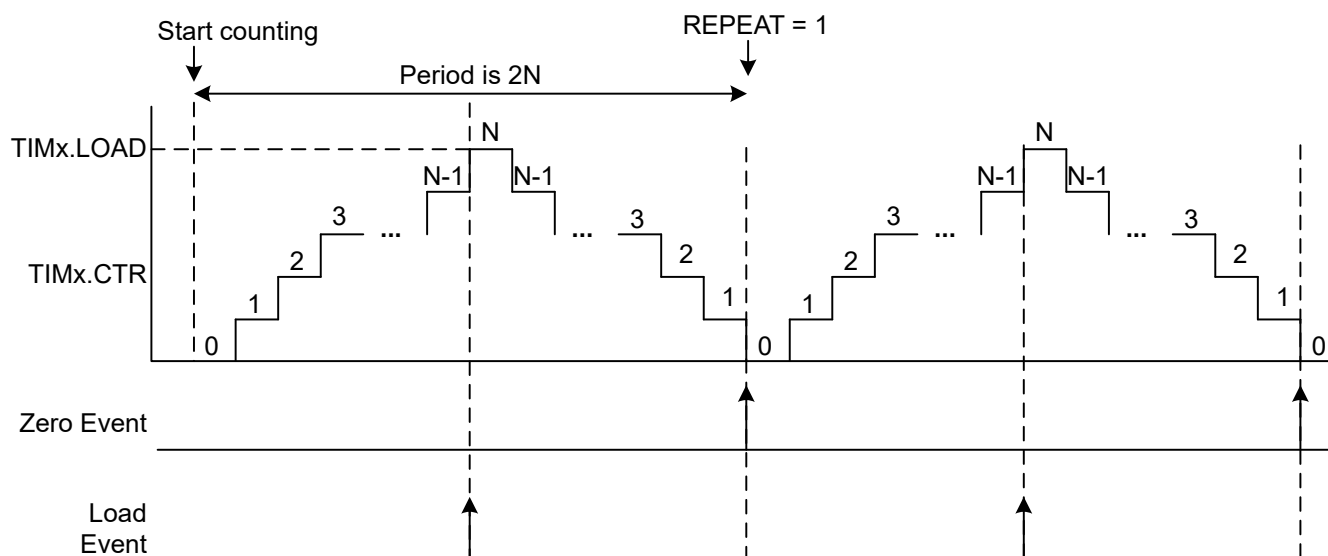 Start counting
REPEAT = 1
Period is 2N
TIMx.LOAD
N
N
N-1
N-1
N-1
N-1
3
...
...
3
3
...
...
3
TIMx.CTR
2
2
2
2
1
1
1
1
0
0
0
Zero Event
Load
Event